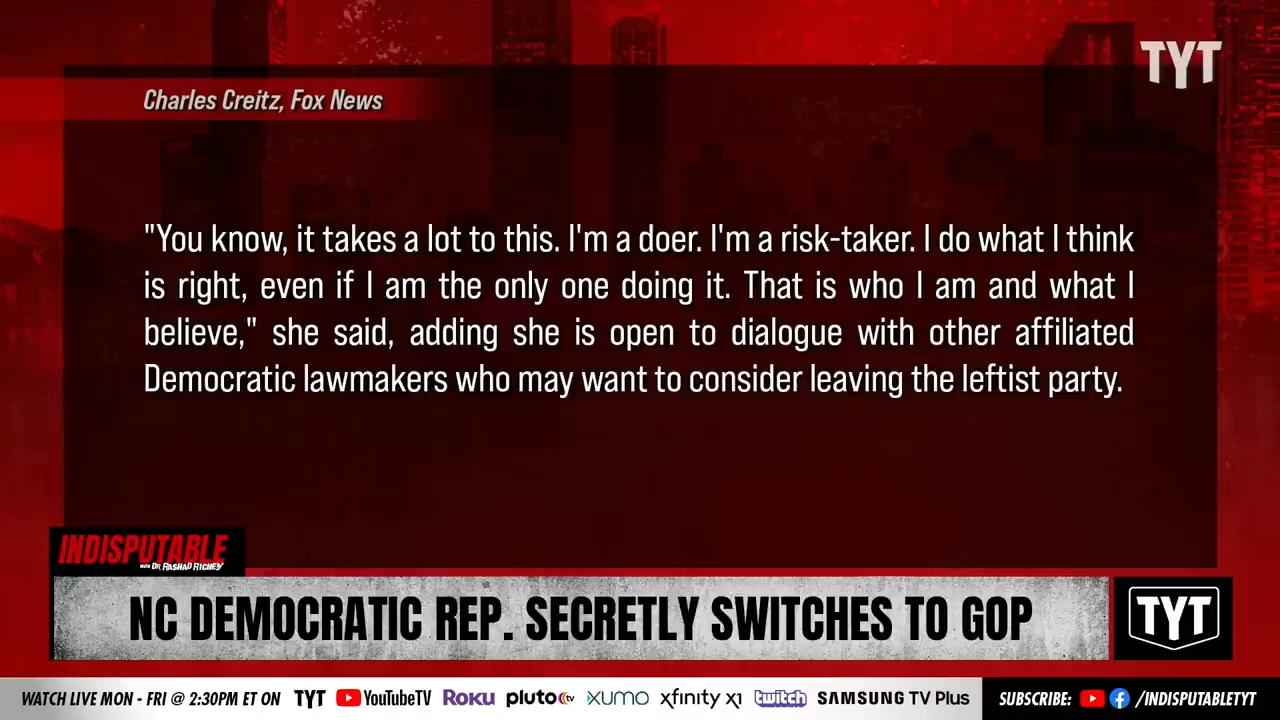 TYT
Charles Creitz, Fox News
"You know, it takes a lot to this. I'm a doer. I'm a risk-taker. I do what I think
is right, even if I am the only one doing it. That is who I am and what I
believe," she said, adding she is open to dialogue with other affiliated
Democratic lawmakers who may want to consider leaving the leftist party.
INDISPUTABLE
WITH DR. RASHAD RICHEY
NC DEMOCRATIC REP. SECRETLY SWITCHES TO GOP
TYT
WATCH LIVE MON - FRI @ 2:30PM ET ON TYT YouTubeTV ROKU pluto tv XUMO xfinity x1 twitch SAMSUNG TV Plus SUBSCRIBE: /INDISPUTABLETYT